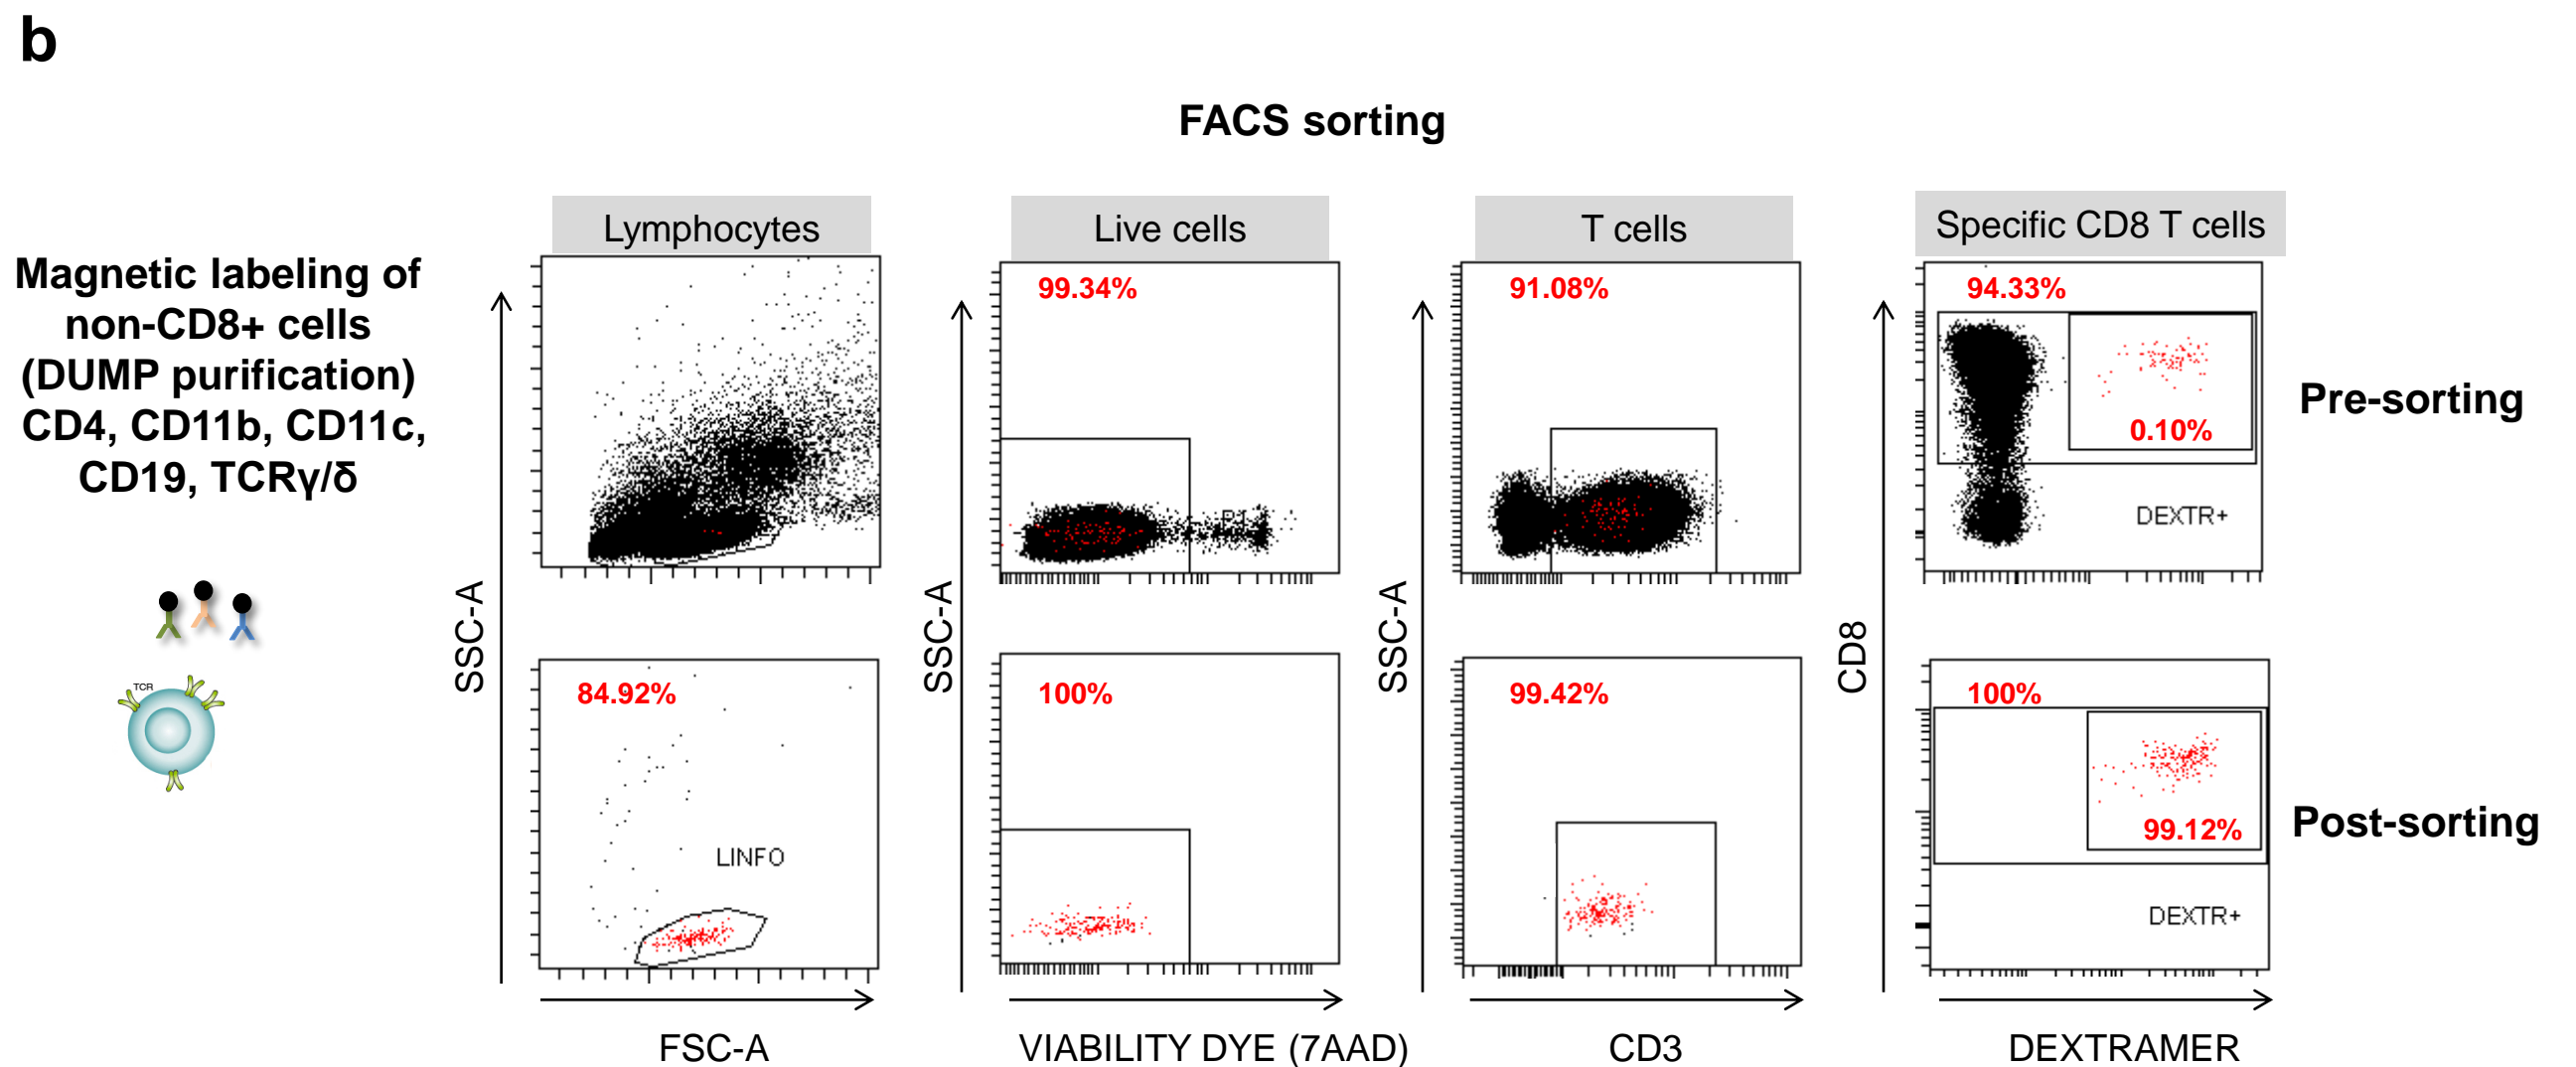 b
FACS sorting
Magnetic labeling of
non-CD8+ cells
(DUMP purification)
CD4, CD11b, CD11c,
CD19, TCRγ/δ
TCR
Lymphocytes
Live cells
T cells
Specific CD8 T cells
99.34%
91.08%
94.33%
0.10%
DEXTR+
P1
Pre-sorting
SSC-A
SSC-A
SSC-A
CD8
84.92%
LINFO
100%
99.42%
100%
99.12%
DEXTR+
Post-sorting
FSC-A
VIABILITY DYE (7AAD)
CD3
DEXTRAMER